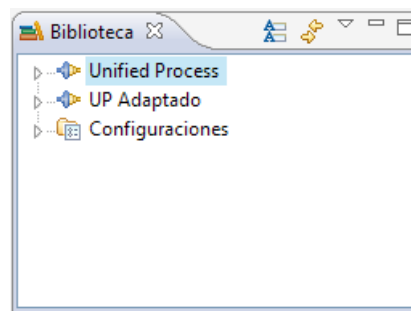 Biblioteca
Unified Process
UP Adaptado
Configuraciones